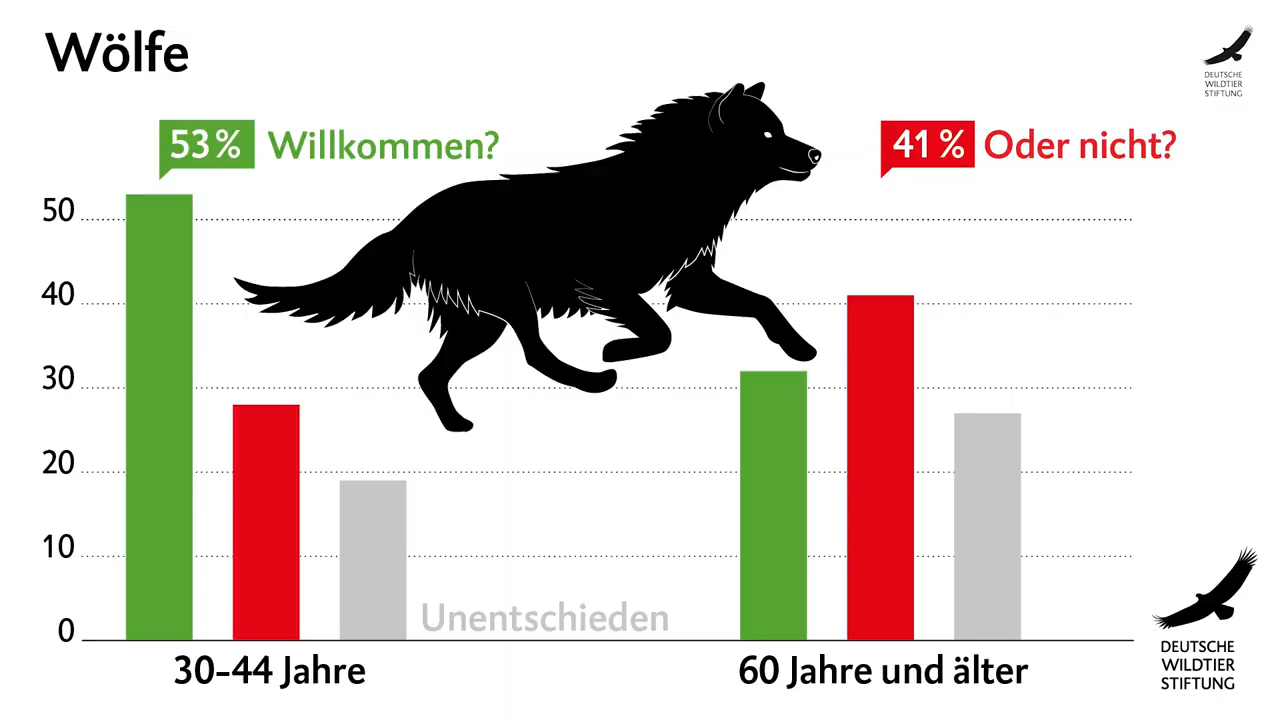 Wölfe
DEUTSCHE
WILDTIER
STIFTUNG
53 % Willkommen?
41 % Oder nicht?
50
40
30
20
10
0
Unentschieden
30–44 Jahre
60 Jahre und älter
DEUTSCHE
WILDTIER
STIFTUNG